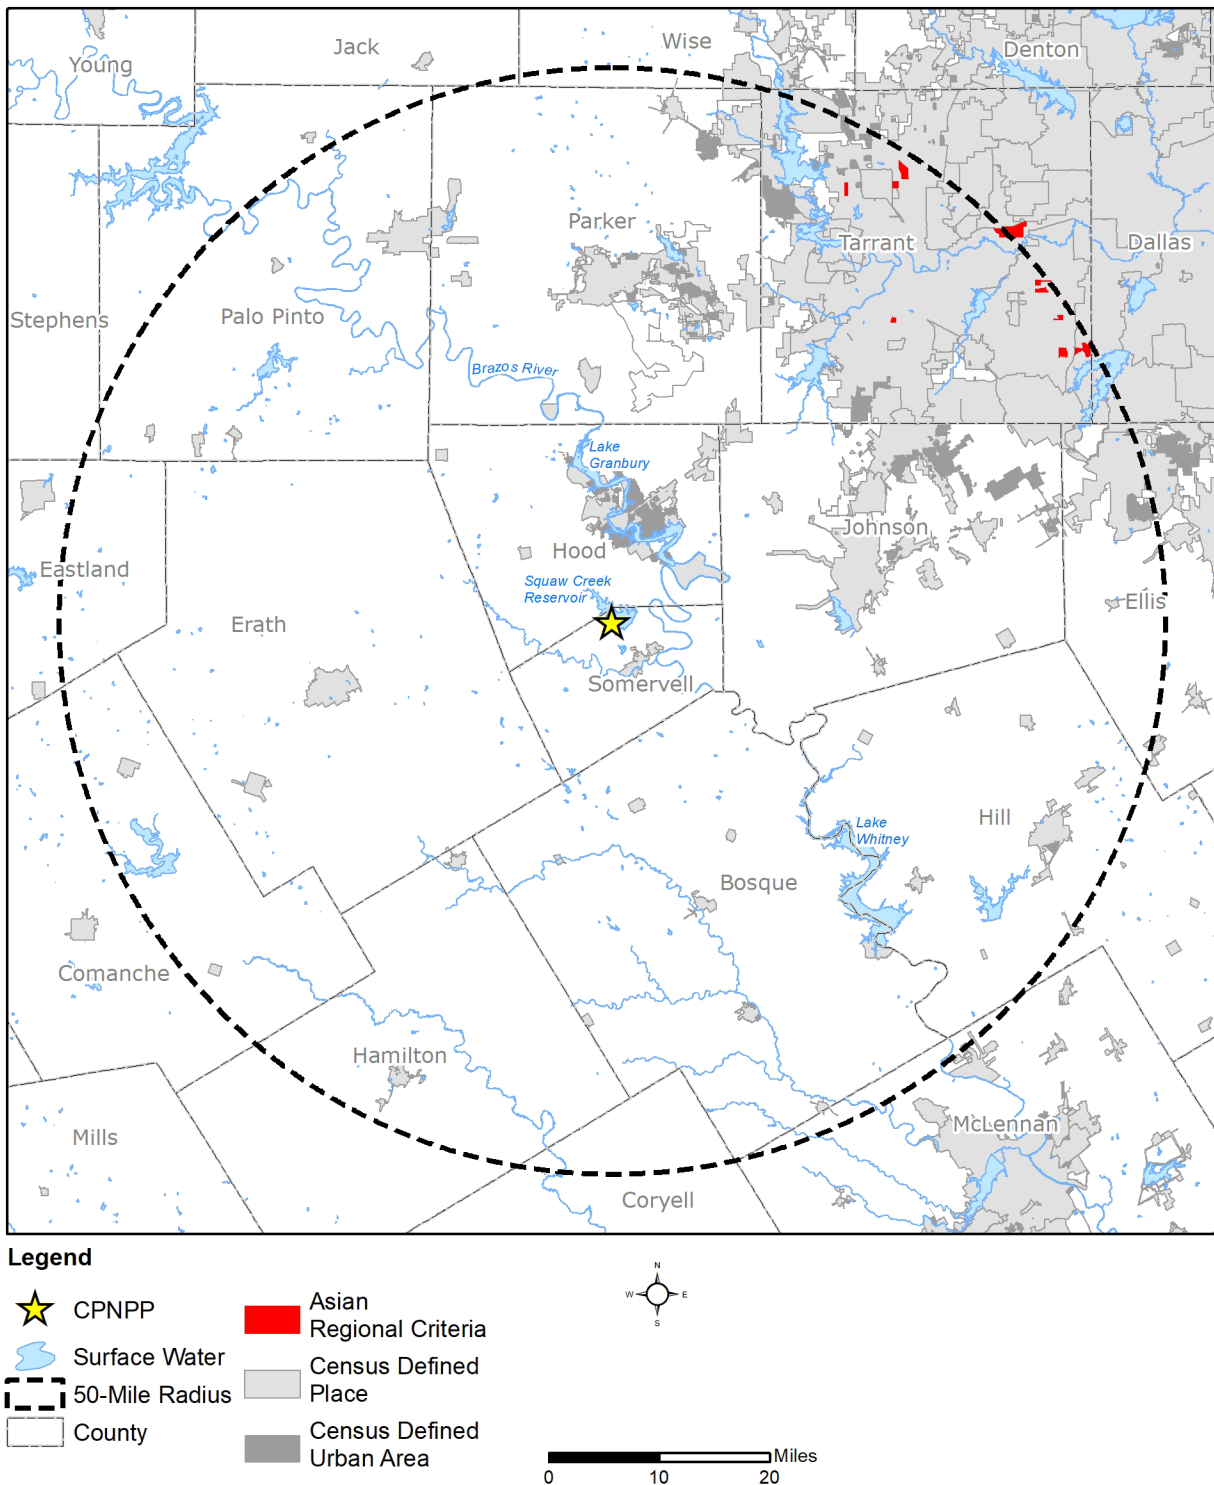 Jack
Wise
Denton
Young
Parker
Tarrant
Dallas
Stephens
Palo Pinto
Brazos River
Lake
Granbury
Johnson
Hood
Eastland
Squaw Creek
Reservoir
Ellis
Erath
Somervell
Lake
Whitney
Hill
Bosque
Comanche
Hamilton
McLennan
Mills
Coryell
Legend
CPNPP
Surface Water
50-Mile Radius
County
Asian
Regional Criteria
Census Defined
Place
Census Defined
Urban Area
N
W E
S
Miles
0 10 20